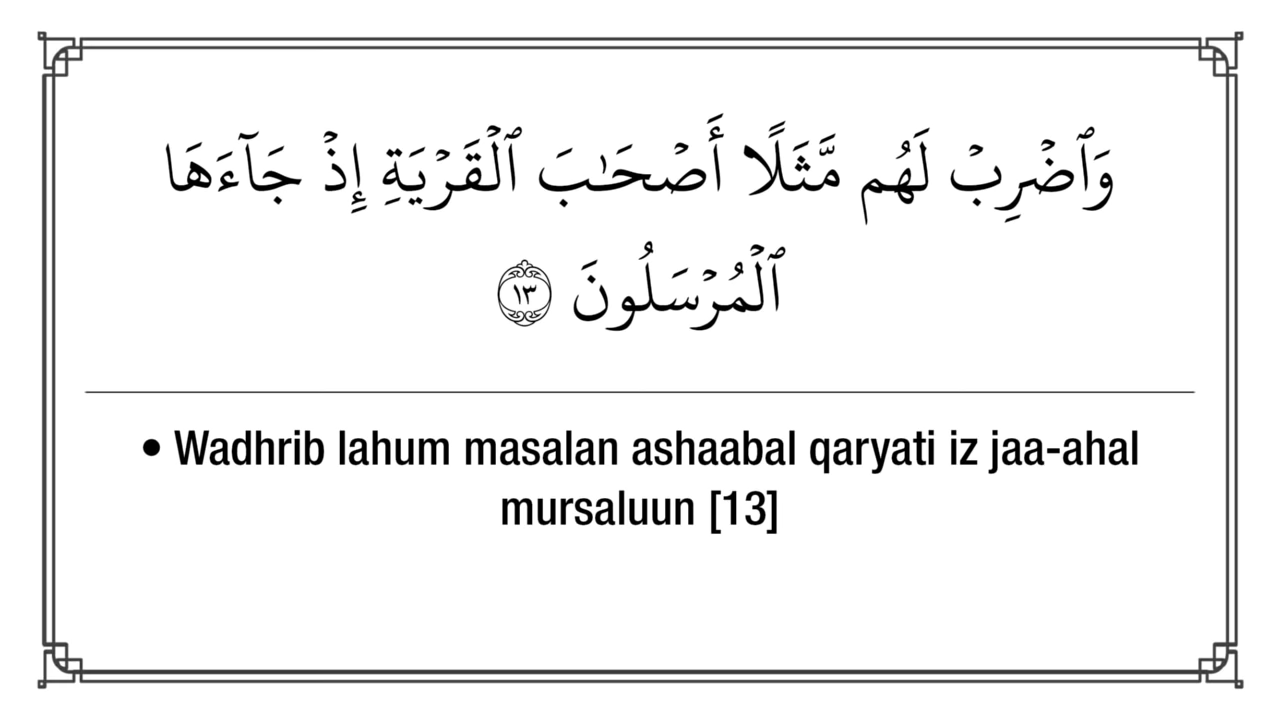 وَٱضۡرِبۡ لَهُم مَّثَلًا أَصۡحَٰبَ ٱلۡقَرۡيَةِ إِذۡ جَآءَهَا
ٱلۡمُرۡسَلُونَ ١٣
• Wadhrib lahum masalan ashaabal qaryati iz jaa-ahal
mursaluun [13]